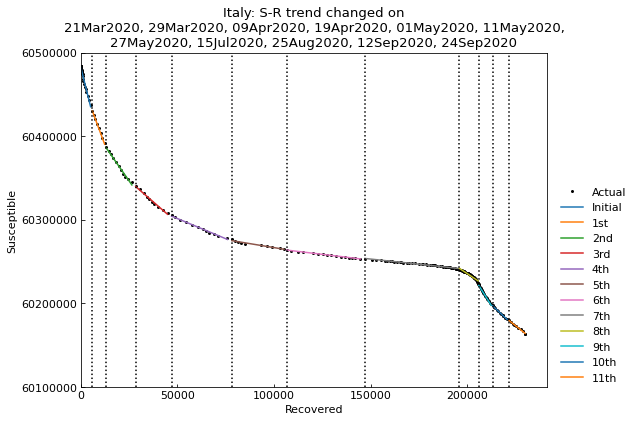 Italy: S-R trend changed on
21Mar2020, 29Mar2020, 09Apr2020, 19Apr2020, 01May2020, 11May2020,
27May2020, 15Jul2020, 25Aug2020, 12Sep2020, 24Sep2020
60500000
60400000
60300000
60200000
60100000
Susceptible
0
50000
100000
150000
200000
Recovered
Actual
Initial
1st
2nd
3rd
4th
5th
6th
7th
8th
9th
10th
11th